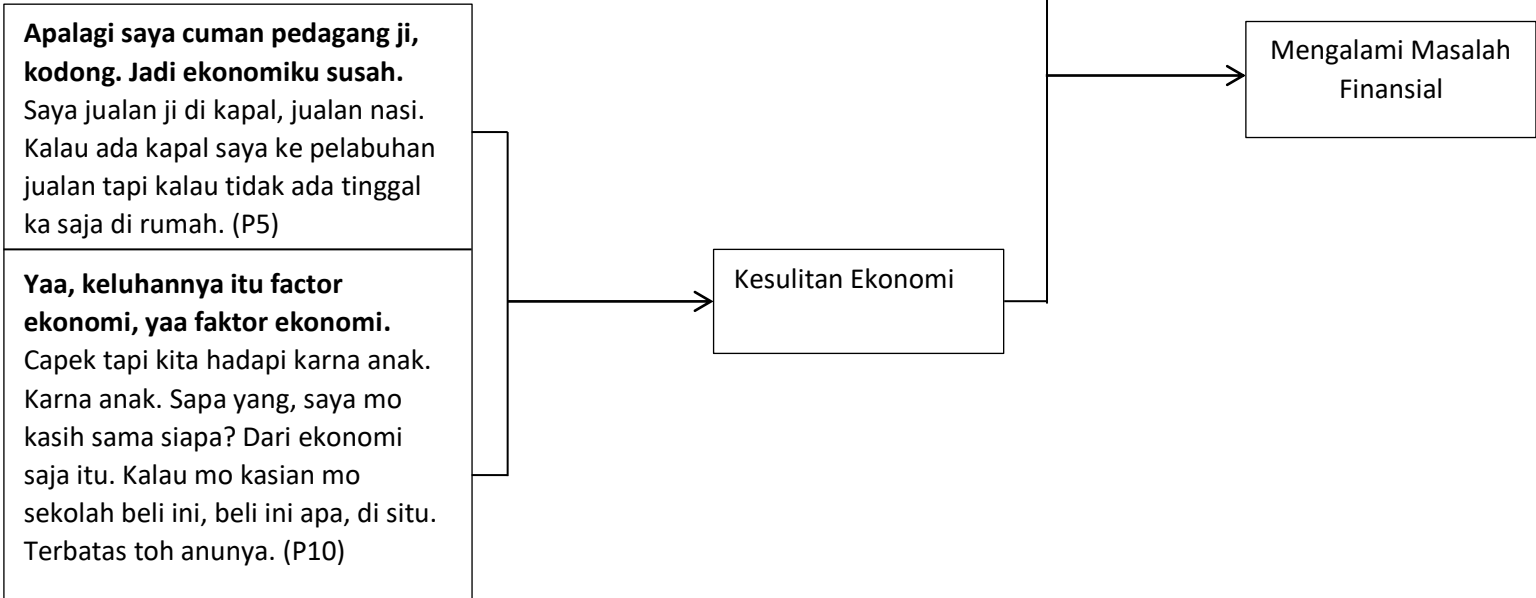 Apalagi saya cuman pedagang ji,
kodong. Jadi ekonomiku susah.
Saya jualan ji di kapal, jualan nasi.
Kalau ada kapal saya ke pelabuhan
jualan tapi kalau tidak ada tinggal
ka saja di rumah. (P5)
Yaa, keluhannya itu factor
ekonomi, yaa faktor ekonomi.
Capek tapi kita hadapi karna anak.
Karna anak. Sapa yang, saya mo
kasih sama siapa? Dari ekonomi
saja itu. Kalau mo kasian mo
sekolah beli ini, beli ini apa, di situ.
Terbatas toh anunya. (P10)
Kesulitan Ekonomi
Mengalami Masalah
Finansial